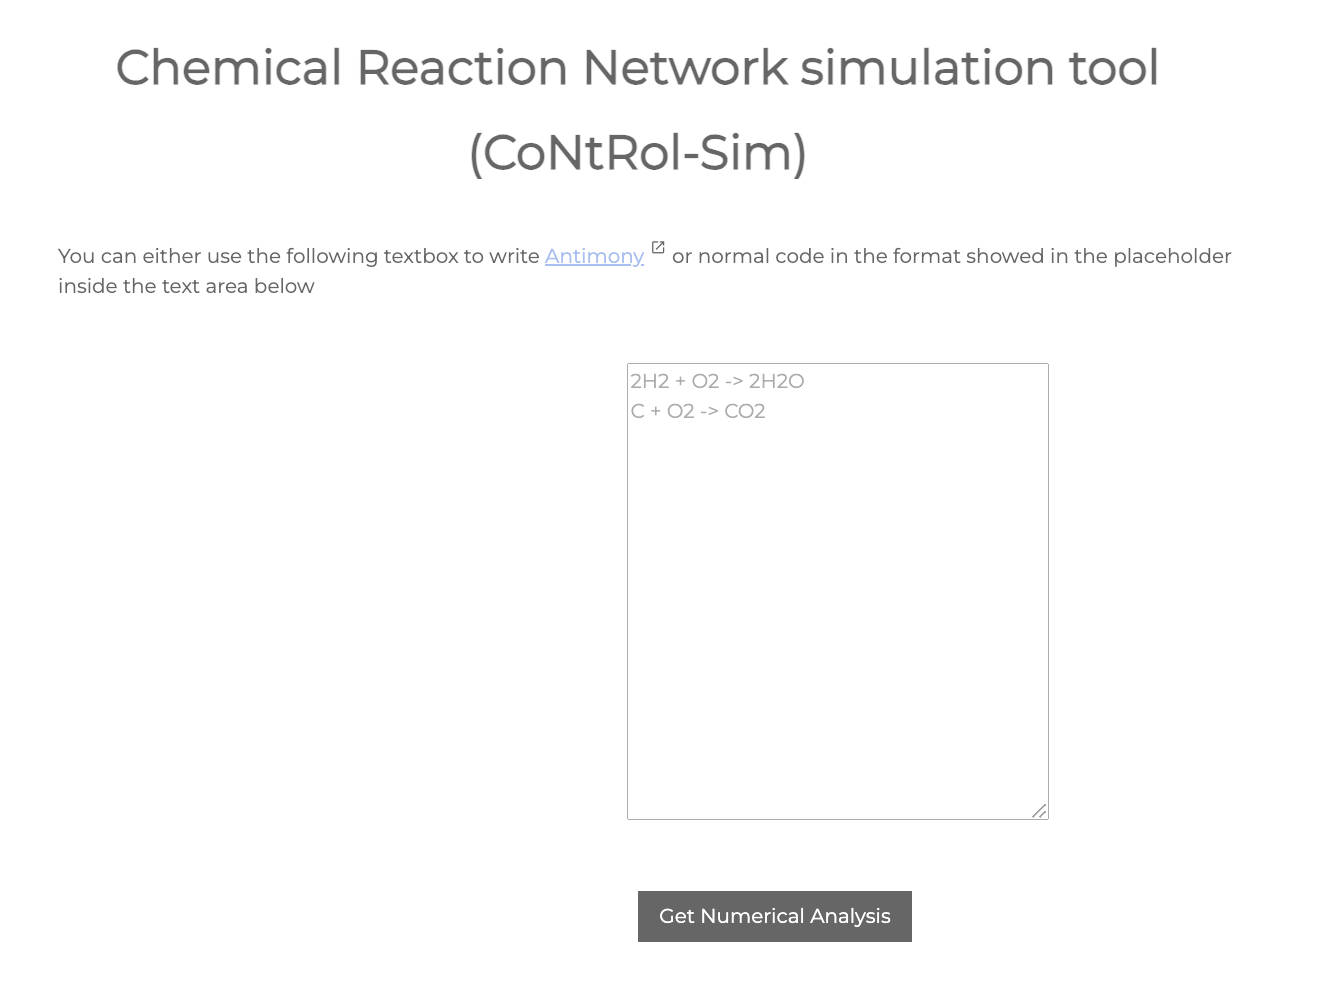 Chemical Reaction Network simulation tool
(CoNtRol-Sim)
You can either use the following textbox to write Antimony or normal code in the format showed in the placeholder
inside the text area below
2H2 + O2 -> 2H2O
C + O2 -> CO2
Get Numerical Analysis